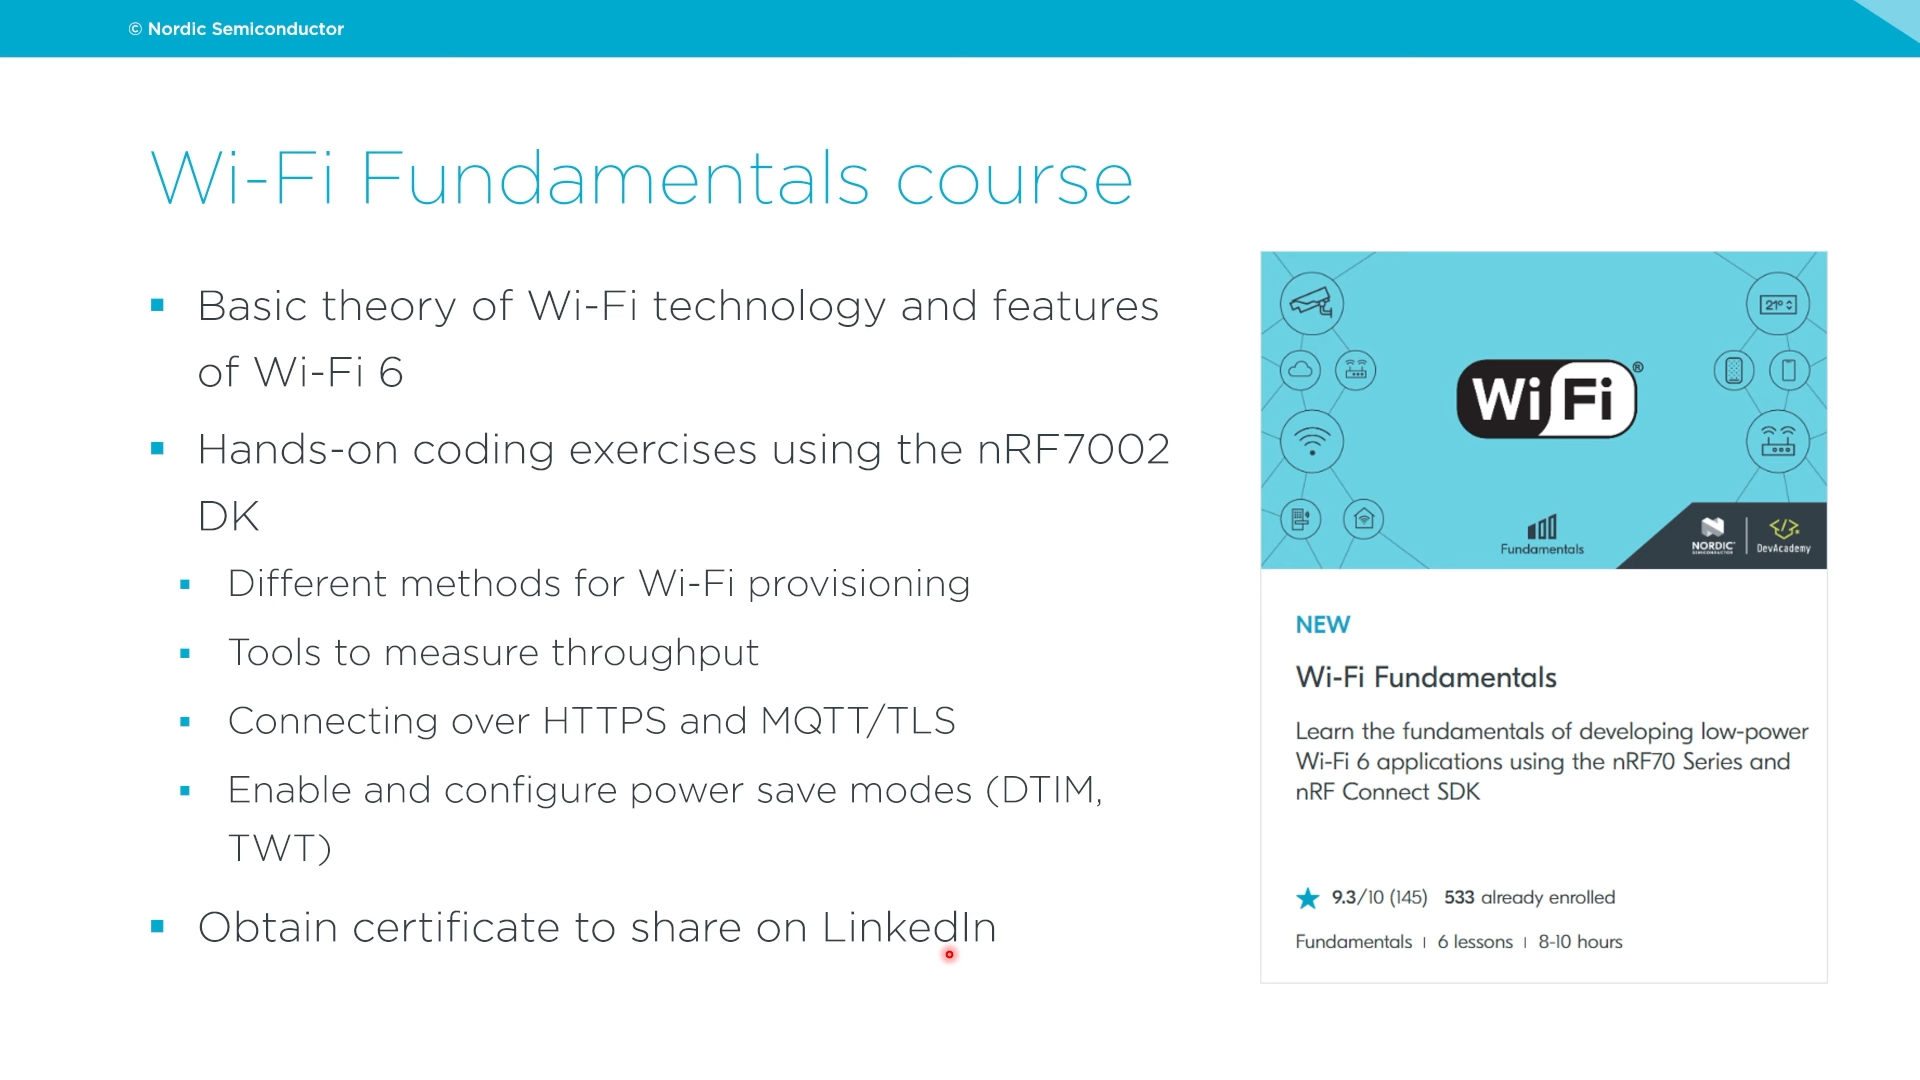 © Nordic Semiconductor
Wi-Fi Fundamentals course
Basic theory of Wi-Fi technology and features
of Wi-Fi 6
Hands-on coding exercises using the nRF7002
DK
Different methods for Wi-Fi provisioning
Tools to measure throughput
Connecting over HTTPS and MQTT/TLS
Enable and configure power save modes (DTIM,
TWT)
Obtain certificate to share on LinkedIn
21°
Wi Fi ®
Fundamentals
NORDIC
SEMICONDUCTOR
</>
DevAcademy
NEW
Wi-Fi Fundamentals
Learn the fundamentals of developing low-power
Wi-Fi 6 applications using the nRF70 Series and
nRF Connect SDK
9.3/10 (145) 533 already enrolled
Fundamentals | 6 lessons | 8-10 hours